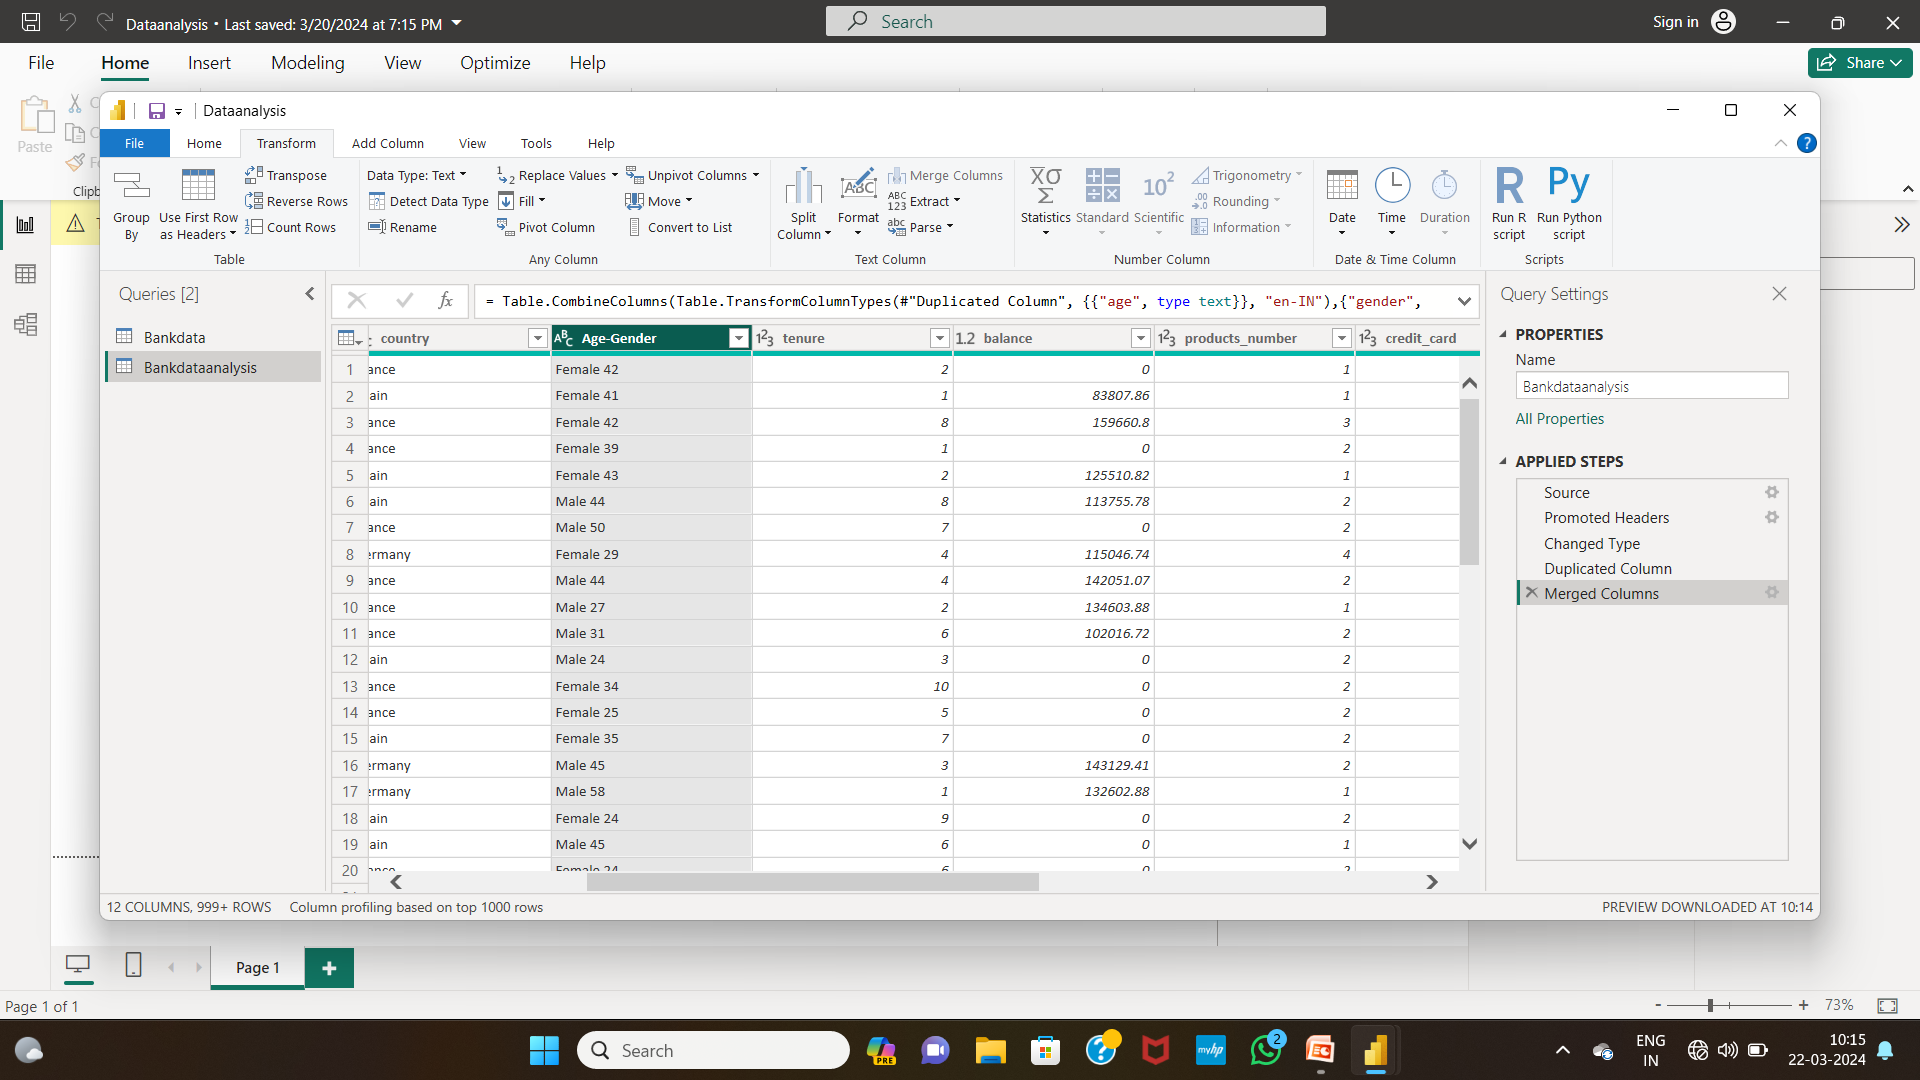 Dataanalysis • Last saved: 3/20/2024 at 7:15 PM
Search
Sign in
File Home Insert Modeling View Optimize Help
Share
Paste
Dataanalysis
File Home Transform Add Column View Tools Help
Group By
Use First Row as Headers
Transpose
Reverse Rows
Count Rows
Table
Data Type: Text
Detect Data Type
Rename
Replace Values
Fill
Pivot Column
Unpivot Columns
Move
Convert to List
Any Column
Split Column
Format
Merge Columns
Extract
Parse
Text Column
Statistics
Standard
Scientific
Trigonometry
Rounding
Information
Number Column
Date
Time
Duration
Date & Time Column
Run R script
Run Python script
Scripts
Queries [2]
Bankdata
Bankdataanalysis
= Table.CombineColumns(Table.TransformColumnTypes(#"Duplicated Column", {{"age", type text}}, "en-IN"),{"gender",
country ABC Age-Gender 123 tenure 1.2 balance 123 products_number 123 credit_card
1 ance Female 42 2 0 1
2 ain Female 41 1 83807.86 1
3 ance Female 42 8 159660.8 3
4 ance Female 39 1 0 2
5 ain Female 43 2 125510.82 1
6 ain Male 44 8 113755.78 2
7 ance Male 50 7 0 2
8 ermany Female 29 4 115046.74 4
9 ance Male 44 4 142051.07 2
10 ance Male 27 2 134603.88 1
11 ance Male 31 6 102016.72 2
12 ain Male 24 3 0 2
13 ance Female 34 10 0 2
14 ance Female 25 5 0 2
15 ain Female 35 7 0 2
16 ermany Male 45 3 143129.41 2
17 ermany Male 58 1 132602.88 1
18 ain Female 24 9 0 2
19 ain Male 45 6 0 1
20 ance Female 24 6 0 2
Query Settings
PROPERTIES
Name
Bankdataanalysis
All Properties
APPLIED STEPS
Source
Promoted Headers
Changed Type
Duplicated Column
Merged Columns
12 COLUMNS, 999+ ROWS Column profiling based on top 1000 rows
PREVIEW DOWNLOADED AT 10:14
Page 1
Page 1 of 1
- + 73%
Search
PRE
myhp
2
ENG
IN
10:15
22-03-2024